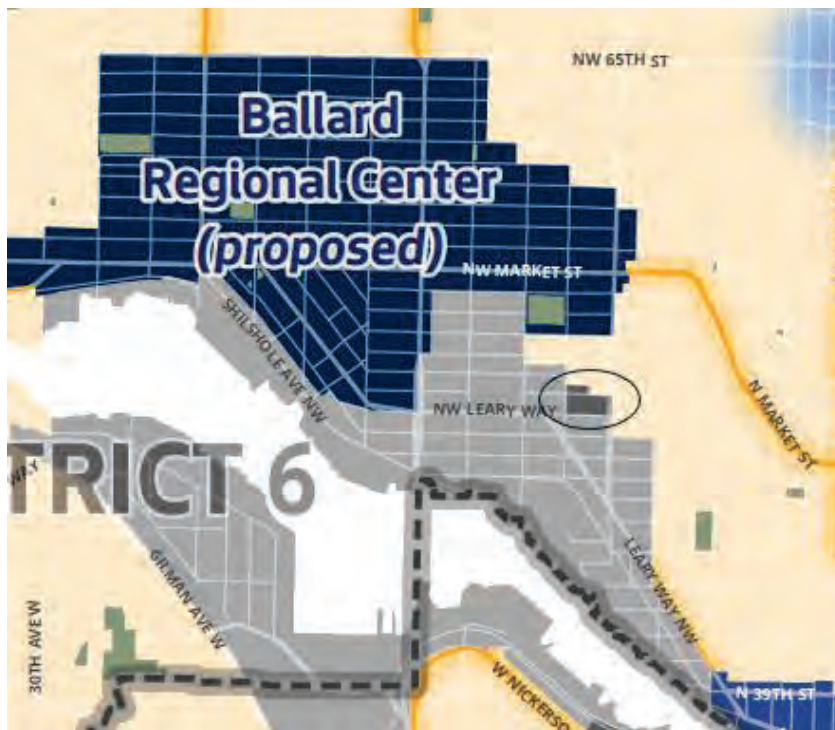 NW 65TH ST
Ballard
Regional Center
(proposed)
NW MARKET ST
SHILSHOLE AVE NW
NW LEARY WAY
N MARKET ST
TRICT 6
WAY
GILMAN AVE W
LEARY WAY NW
30TH AVE W
W NICKERSO
N 39TH ST